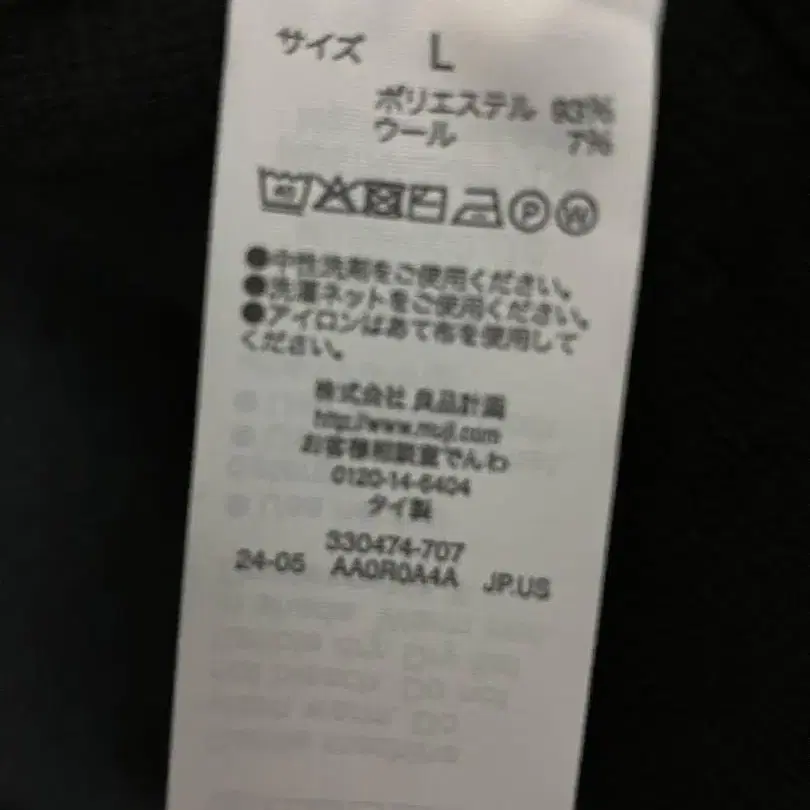 サイズ L
ポリエステル 93%
ウール 7%
40
P W
●中性洗剤をご使用ください。
●洗濯ネットをご使用ください。
●アイロンはあて布を使用して
ください。
株式会社 良品計画
http://www.muji.com
お客様相談室でんわ
0120-14-6404
タイ製
330474-707
24-05 AA0R0A4A JP.US